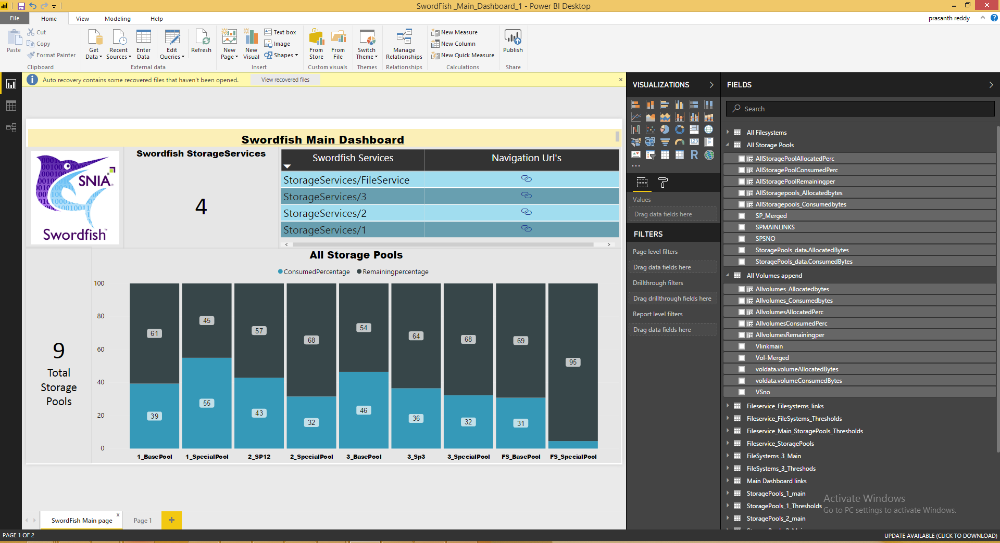 SwordFish _Main_Dashboard_1 - Power BI Desktop
File Home View Modeling Help
prasanth reddy
Paste
Cut
Copy
Format Painter
Clipboard
Get Data
Recent Sources
Enter Data
Edit Queries
Refresh
External data
New Page
New Visual
Text box
Image
Shapes
Insert
From Store
From File
Custom visuals
Switch Theme
Themes
Manage Relationships
Relationships
New Measure
New Column
New Quick Measure
Calculations
Publish
Share
Auto recovery contains some recovered files that haven't been opened.
View recovered files
Swordfish Main Dashboard
SNIA
Swordfish™
Swordfish StorageServices
4
Swordfish Services Navigation Url's
StorageServices/FileService
StorageServices/3
StorageServices/2
StorageServices/1
9
Total
Storage
Pools
All Storage Pools
ConsumedPercentage Remainingpercentage
100
80
60
40
20
0
61 45 57 68 54 64 68 69 95
39 55 43 32 46 36 32 31
1_BasePool 1_SpecialPool 2_SP12 2_SpecialPool 3_BasePool 3_Sp3 3_SpecialPool FS_BasePool FS_SpecialPool
SwordFish Main page
Page 1
PAGE 1 OF 2
VISUALIZATIONS
Values
Drag data fields here
FILTERS
Page level filters
Drag data fields here
Drillthrough filters
Drag drillthrough fields here
Report level filters
Drag data fields here
FIELDS
Search
All Filesystems
All Storage Pools
AllStoragePoolAllocatedPerc
AllStoragePoolConsumedPerc
AllStoragePoolRemainingper
AllStoragepools_Allocatedbytes
AllStoragepools_Consumedbytes
SP_Merged
SPMAINLINKS
SPSNO
StoragePools_data.AllocatedBytes
StoragePools_data.ConsumedBytes
All Volumes append
Allvolumes_Allocatedbytes
Allvolumes_Consumedbytes
AllvolumesAllocatedPerc
AllvolumesConsumedPerc
AllvolumesRemainingper
Vlinkmain
Vol-Merged
voldata.volumeAllocatedBytes
voldata.volumeConsumedBytes
VSno
Fileservice_Filesystems_links
Fileservice_FileSystems_Thresholds
Fileservice_Main_StoragePools_Thresholds
Fileservice_StoragePools
FileSystems_3_Main
FileSystems_3_Threshods
Main Dashboard links
StoragePools_1_main
StoragePools_1_Thresholds
StoragePools_2_main
Activate Windows
Go to PC settings to activate Windows.
UPDATE AVAILABLE (CLICK TO DOWNLOAD)